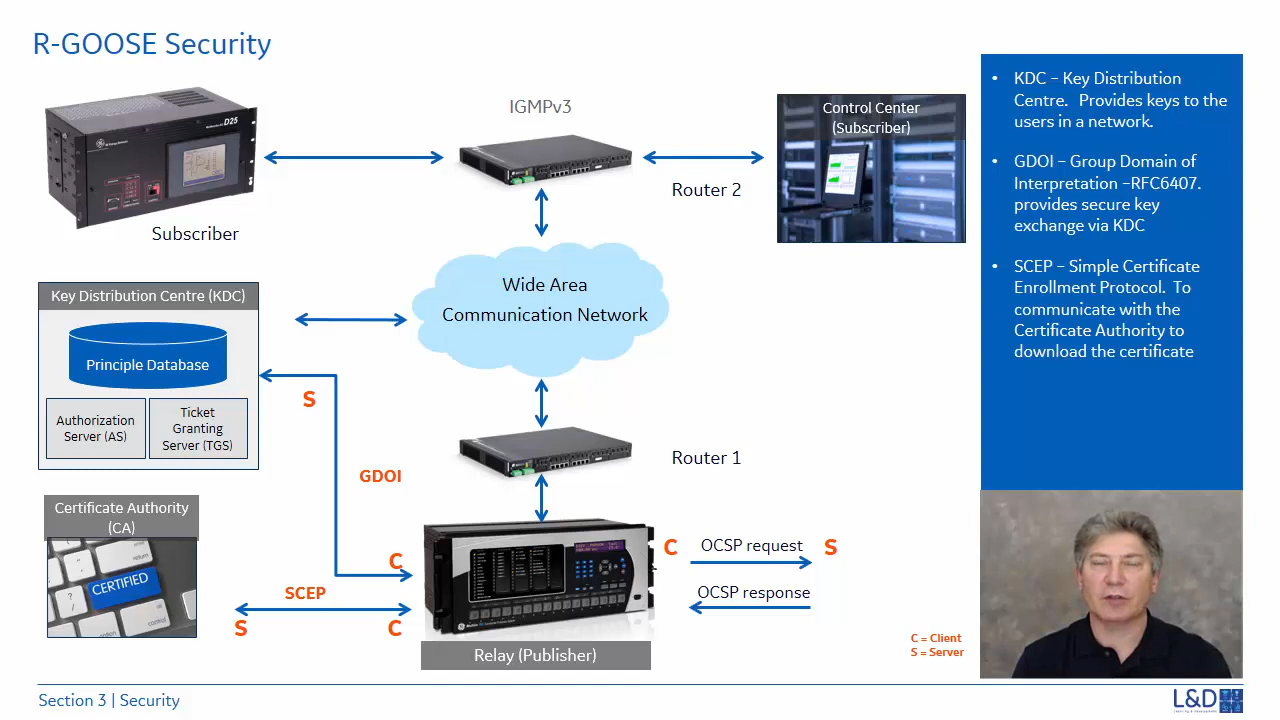 R-GOOSE Security
IGMPv3
D25
Control Center
(Subscriber)
Router 2
Subscriber
Wide Area
Communication Network
Key Distribution Centre (KDC)
Principle Database
Authorization
Server (AS)
Ticket
Granting
Server (TGS)
S
GDOI
Router 1
Certificate Authority
(CA)
return
CERTIFIED
? /
option
control
SCEP
S
C
C
C
OCSP request
S
OCSP response
Relay (Publisher)
C = Client
S = Server
• KDC – Key Distribution
Centre. Provides keys to the
users in a network.
• GDOI – Group Domain of
Interpretation –RFC6407.
provides secure key
exchange via KDC
• SCEP – Simple Certificate
Enrollment Protocol. To
communicate with the
Certificate Authority to
download the certificate
Section 3 | Security
L&D